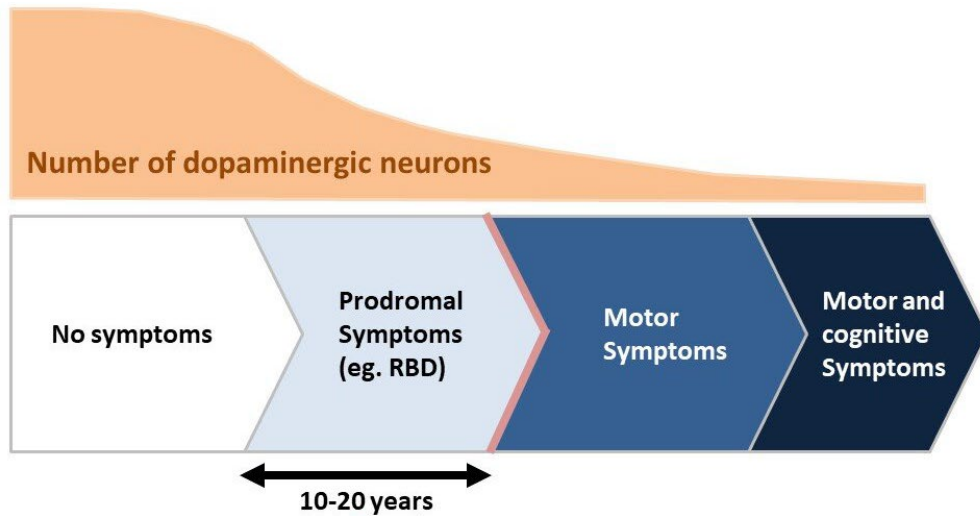 Number of dopaminergic neurons
No symptoms
Prodromal
Symptoms
(eg. RBD)
Motor
Symptoms
Motor and
cognitive
Symptoms
10-20 years